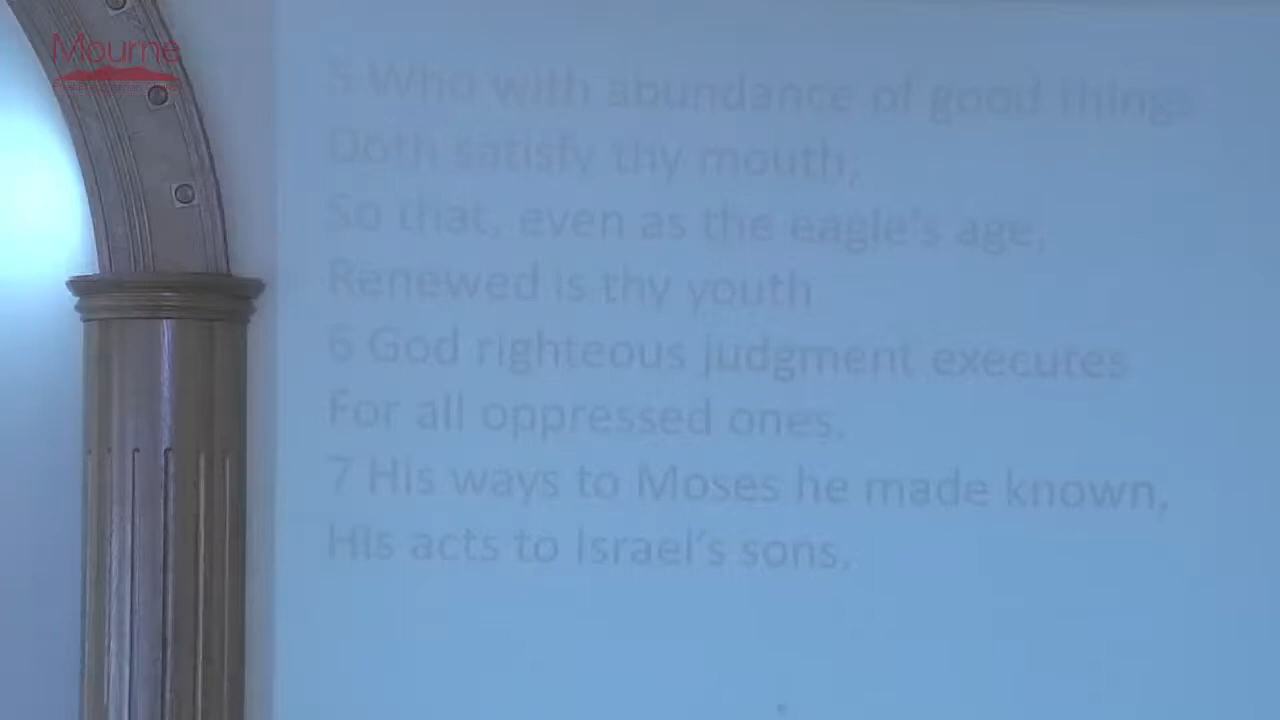 Mourne
5 Who with abundance of good things
Doth satisfy thy mouth;
So that, even as the eagle's age,
Renewed is thy youth
6 God righteous judgment executes
For all oppressed ones.
7 His ways to Moses he made known,
His acts to Israel's sons.